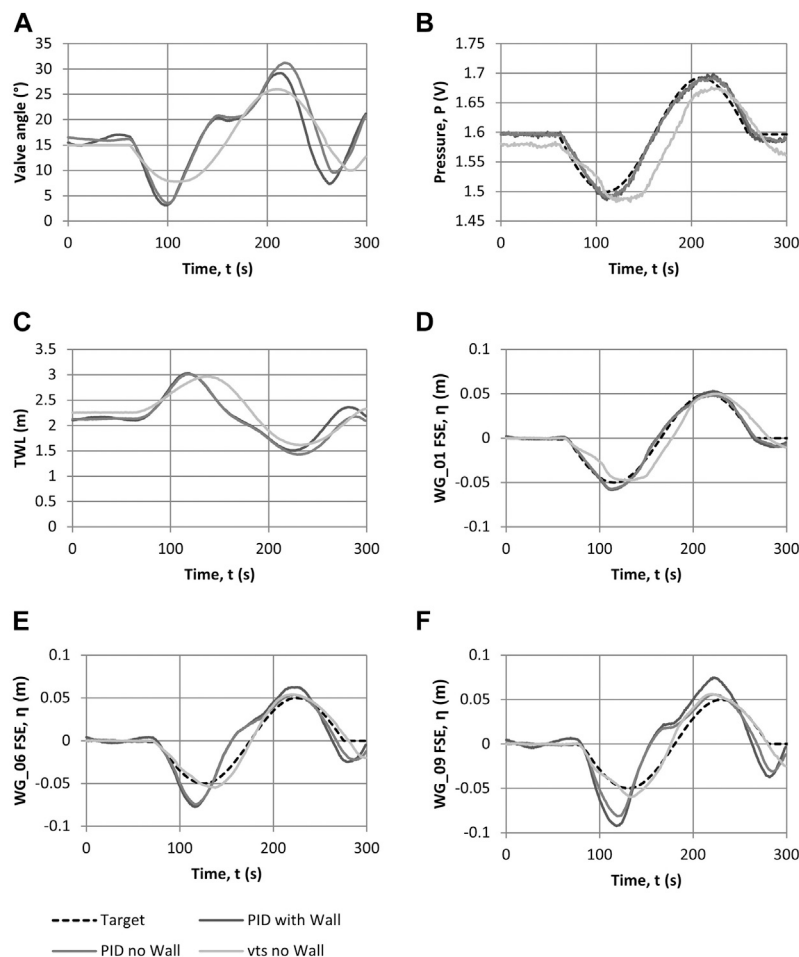 A
35
30
25
20
15
10
5
0
Valve angle (°)
0 100 200 300
Time, t (s)
B
1.75
1.7
1.65
1.6
1.55
1.5
1.45
Pressure, P (V)
0 100 200 300
Time, t (s)
C
3.5
3
2.5
2
1.5
1
0.5
0
TWL (m)
0 100 200 300
Time, t (s)
D
0.1
0.05
0
-0.05
-0.1
WG_01 FSE, η (m)
0 100 200 300
Time, t (s)
E
0.1
0.05
0
-0.05
-0.1
WG_06 FSE, η (m)
0 100 200 300
Time, t (s)
F
0.1
0.05
0
-0.05
-0.1
WG_09 FSE, η (m)
0 100 200 300
Time, t (s)
Target PID with Wall
PID no Wall vts no Wall